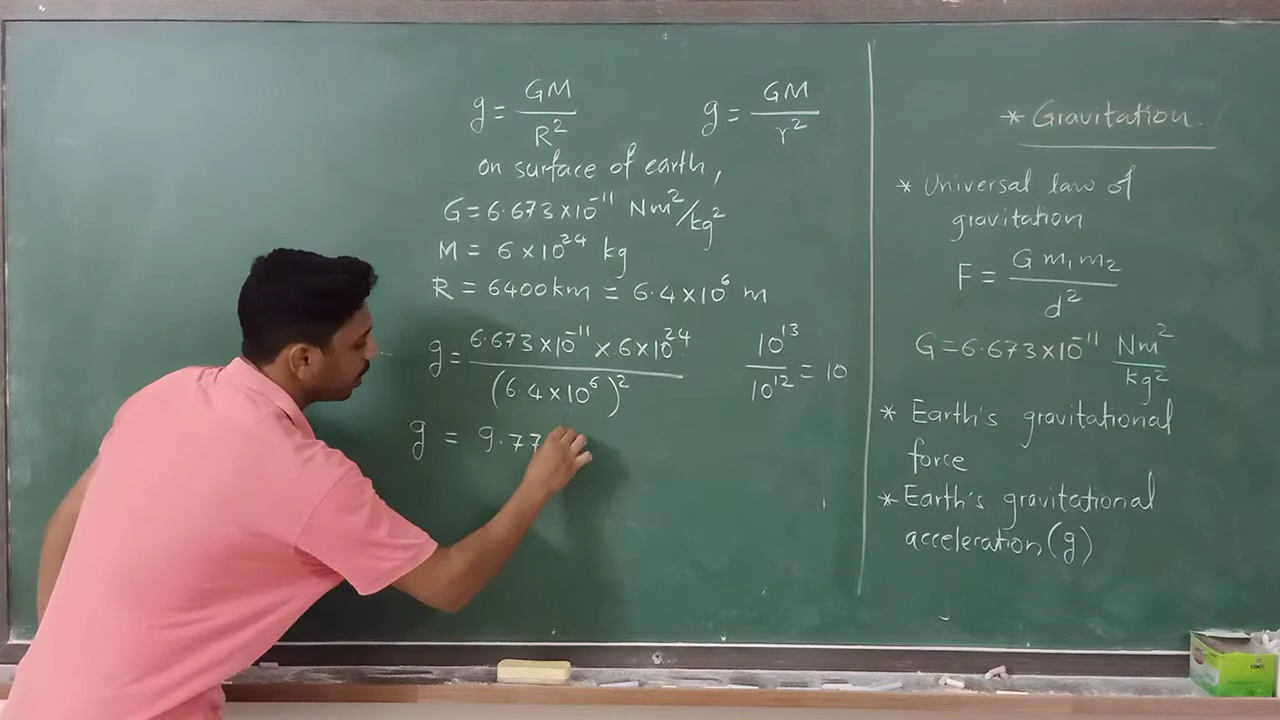 g = GM / R²
g = GM / r²
on surface of earth,
G = 6.673 × 10⁻¹¹ Nm²/kg²
M = 6 × 10²⁴ kg
R = 6400 km = 6.4 × 10⁶ m
g = 6.673 × 10⁻¹¹ × 6 × 10²⁴ / (6.4 × 10⁶)²
10¹³ / 10¹² = 10
g = 9.77
* Gravitation
* Universal law of
gravitation
F = G m₁ m₂ / d²
G = 6.673 × 10⁻¹¹ Nm² / kg²
* Earth's gravitational
force
* Earth's gravitational
acceleration (g)